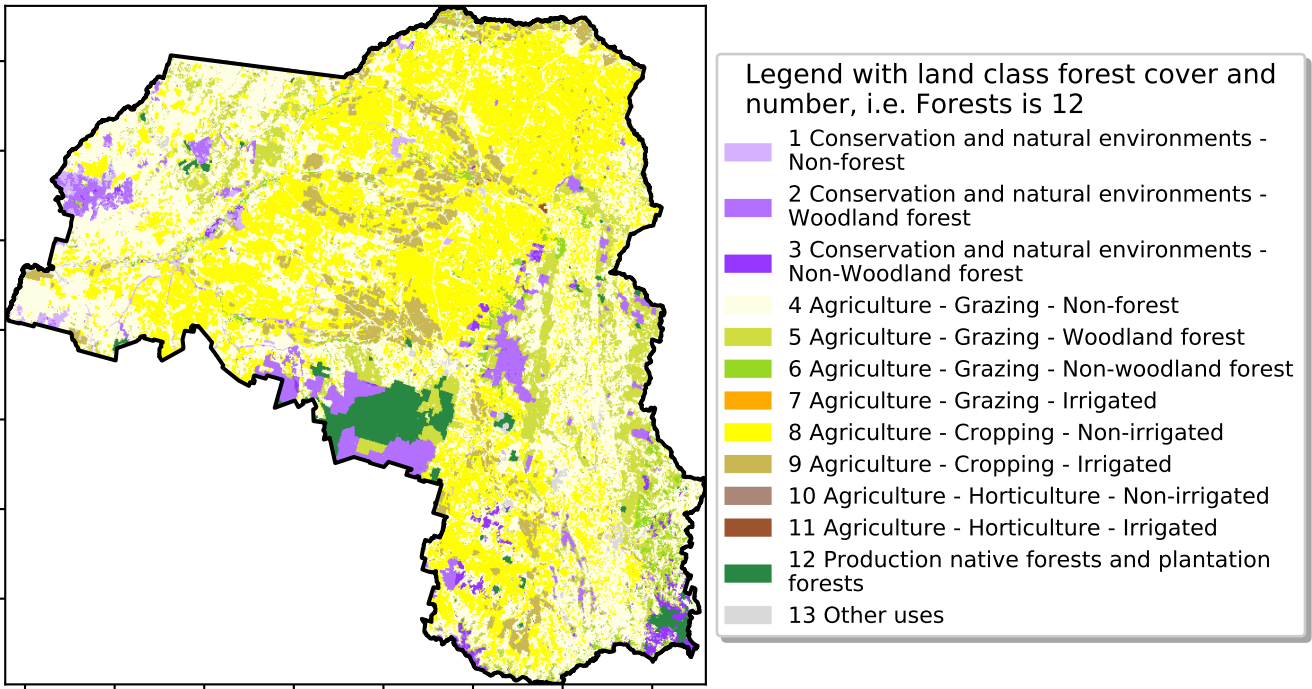 Legend with land class forest cover and
number, i.e. Forests is 12
1 Conservation and natural environments -
Non-forest
2 Conservation and natural environments -
Woodland forest
3 Conservation and natural environments -
Non-Woodland forest
4 Agriculture - Grazing - Non-forest
5 Agriculture - Grazing - Woodland forest
6 Agriculture - Grazing - Non-woodland forest
7 Agriculture - Grazing - Irrigated
8 Agriculture - Cropping - Non-irrigated
9 Agriculture - Cropping - Irrigated
10 Agriculture - Horticulture - Non-irrigated
11 Agriculture - Horticulture - Irrigated
12 Production native forests and plantation
forests
13 Other uses